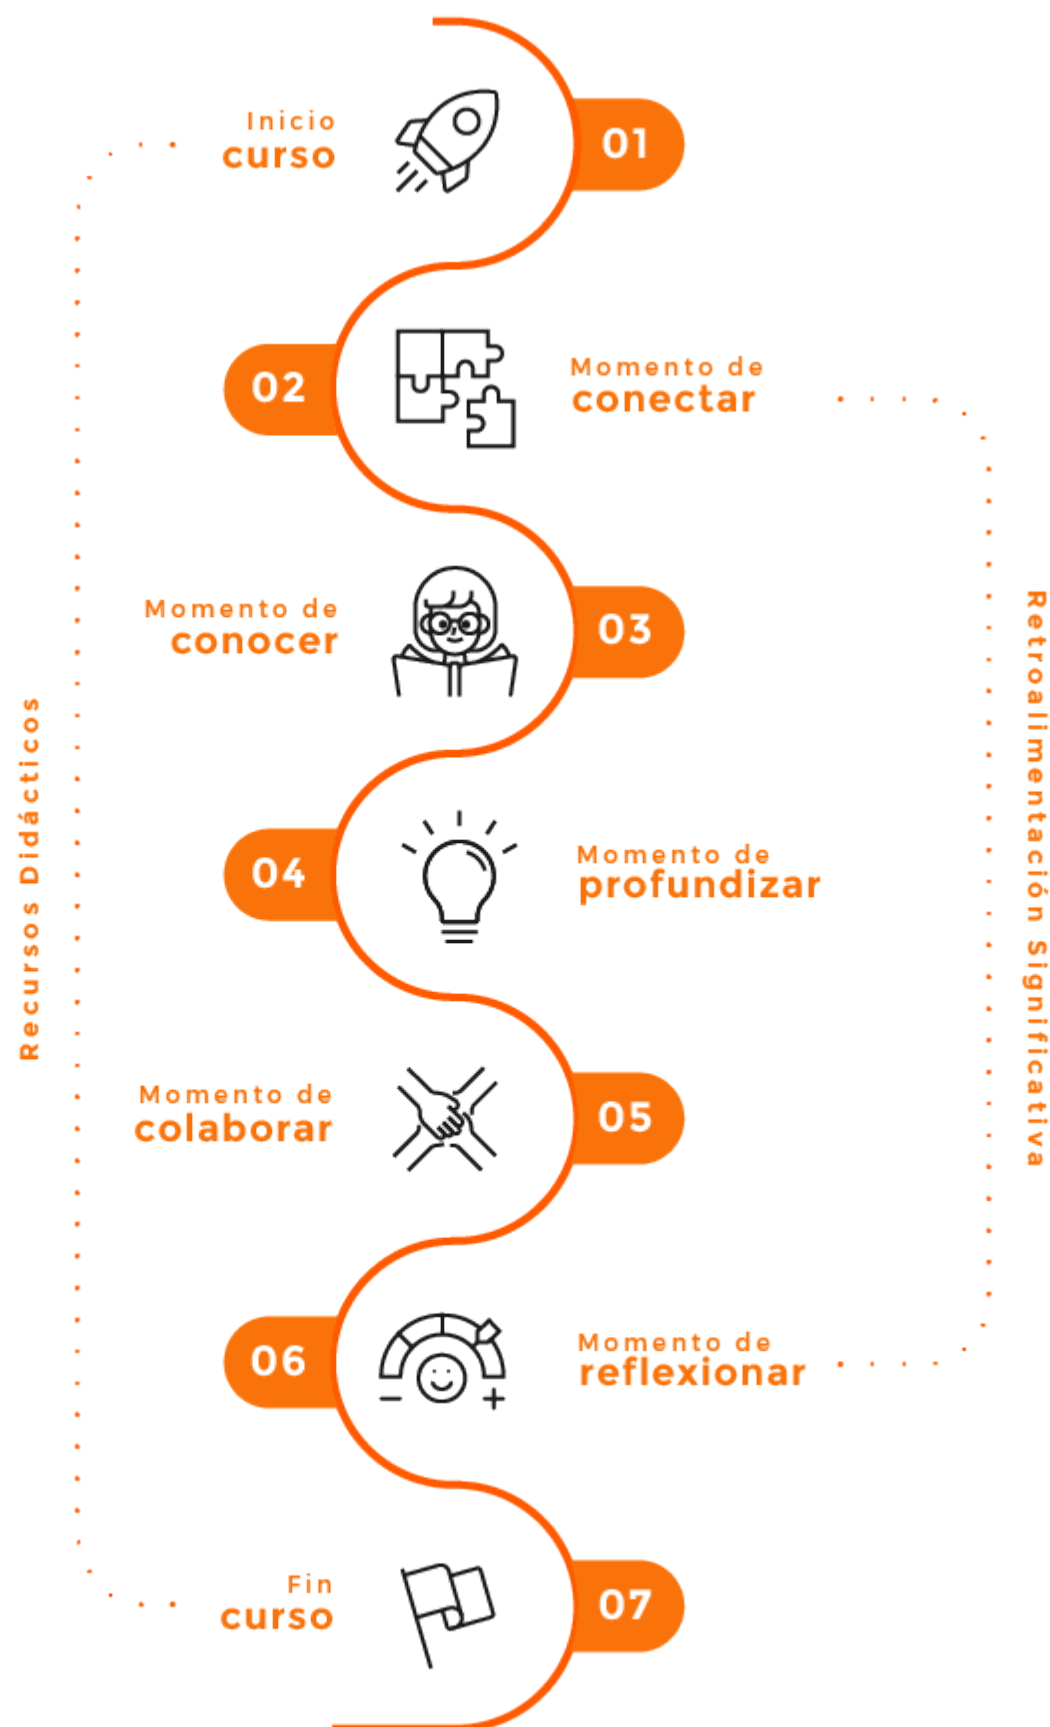 Inicio
curso
01
02
Momento de
conectar
Momento de
conocer
03
04
Momento de
profundizar
Momento de
colaborar
05
06
Momento de
reflexionar
Fin
curso
07
Recursos Didácticos
Retroalimentación Significativa